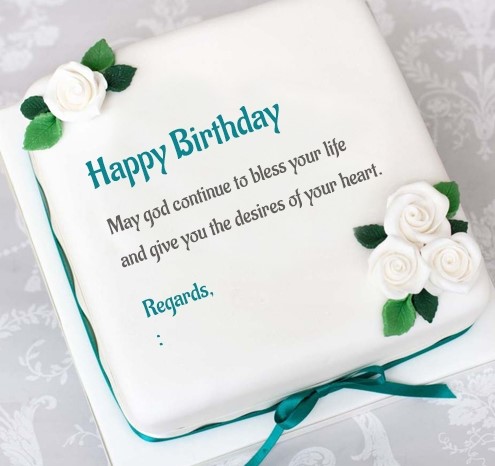 Happy Birthday
May god continue to bless your life
and give you the desires of your heart.
Regards,
: